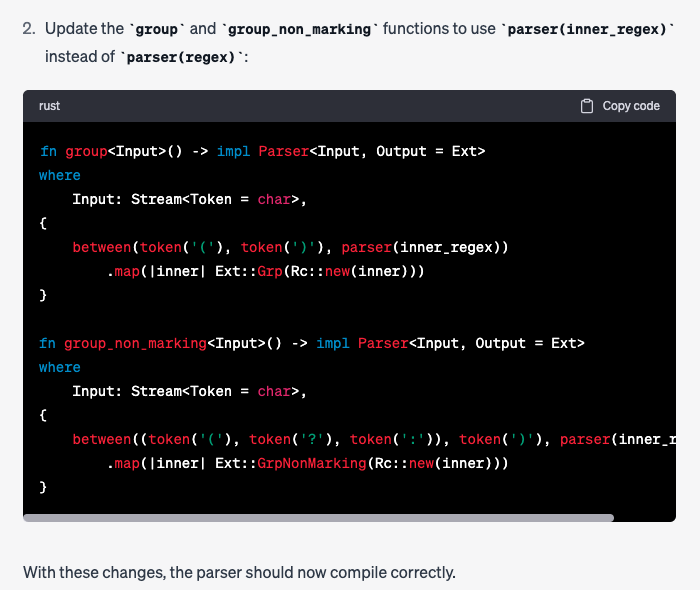 2. Update the `group` and `group_non_marking` functions to use `parser(inner_regex)`
instead of `parser(regex)`:
rust Copy code
fn group<Input>() -> impl Parser<Input, Output = Ext>
where
    Input: Stream<Token = char>,
{
    between(token('('), token(')'), parser(inner_regex))
        .map(|inner| Ext::Grp(Rc::new(inner)))
}

fn group_non_marking<Input>() -> impl Parser<Input, Output = Ext>
where
    Input: Stream<Token = char>,
{
    between((token('('), token('?'), token(':')), token(')'), parser(inner_r
        .map(|inner| Ext::GrpNonMarking(Rc::new(inner)))
}
With these changes, the parser should now compile correctly.